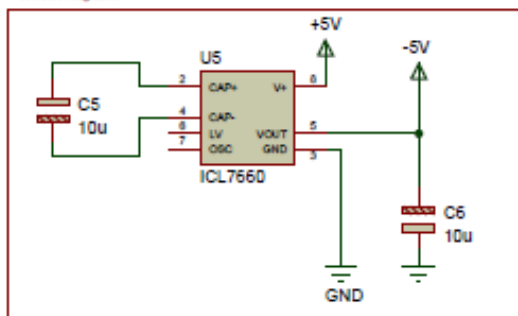 +5V
-5V
U5
2 CAP+ V+ 8
C5
10u
4 CAP-
6 LV VOUT 5
7 OSC GND 3
ICL7660
C6
10u
GND